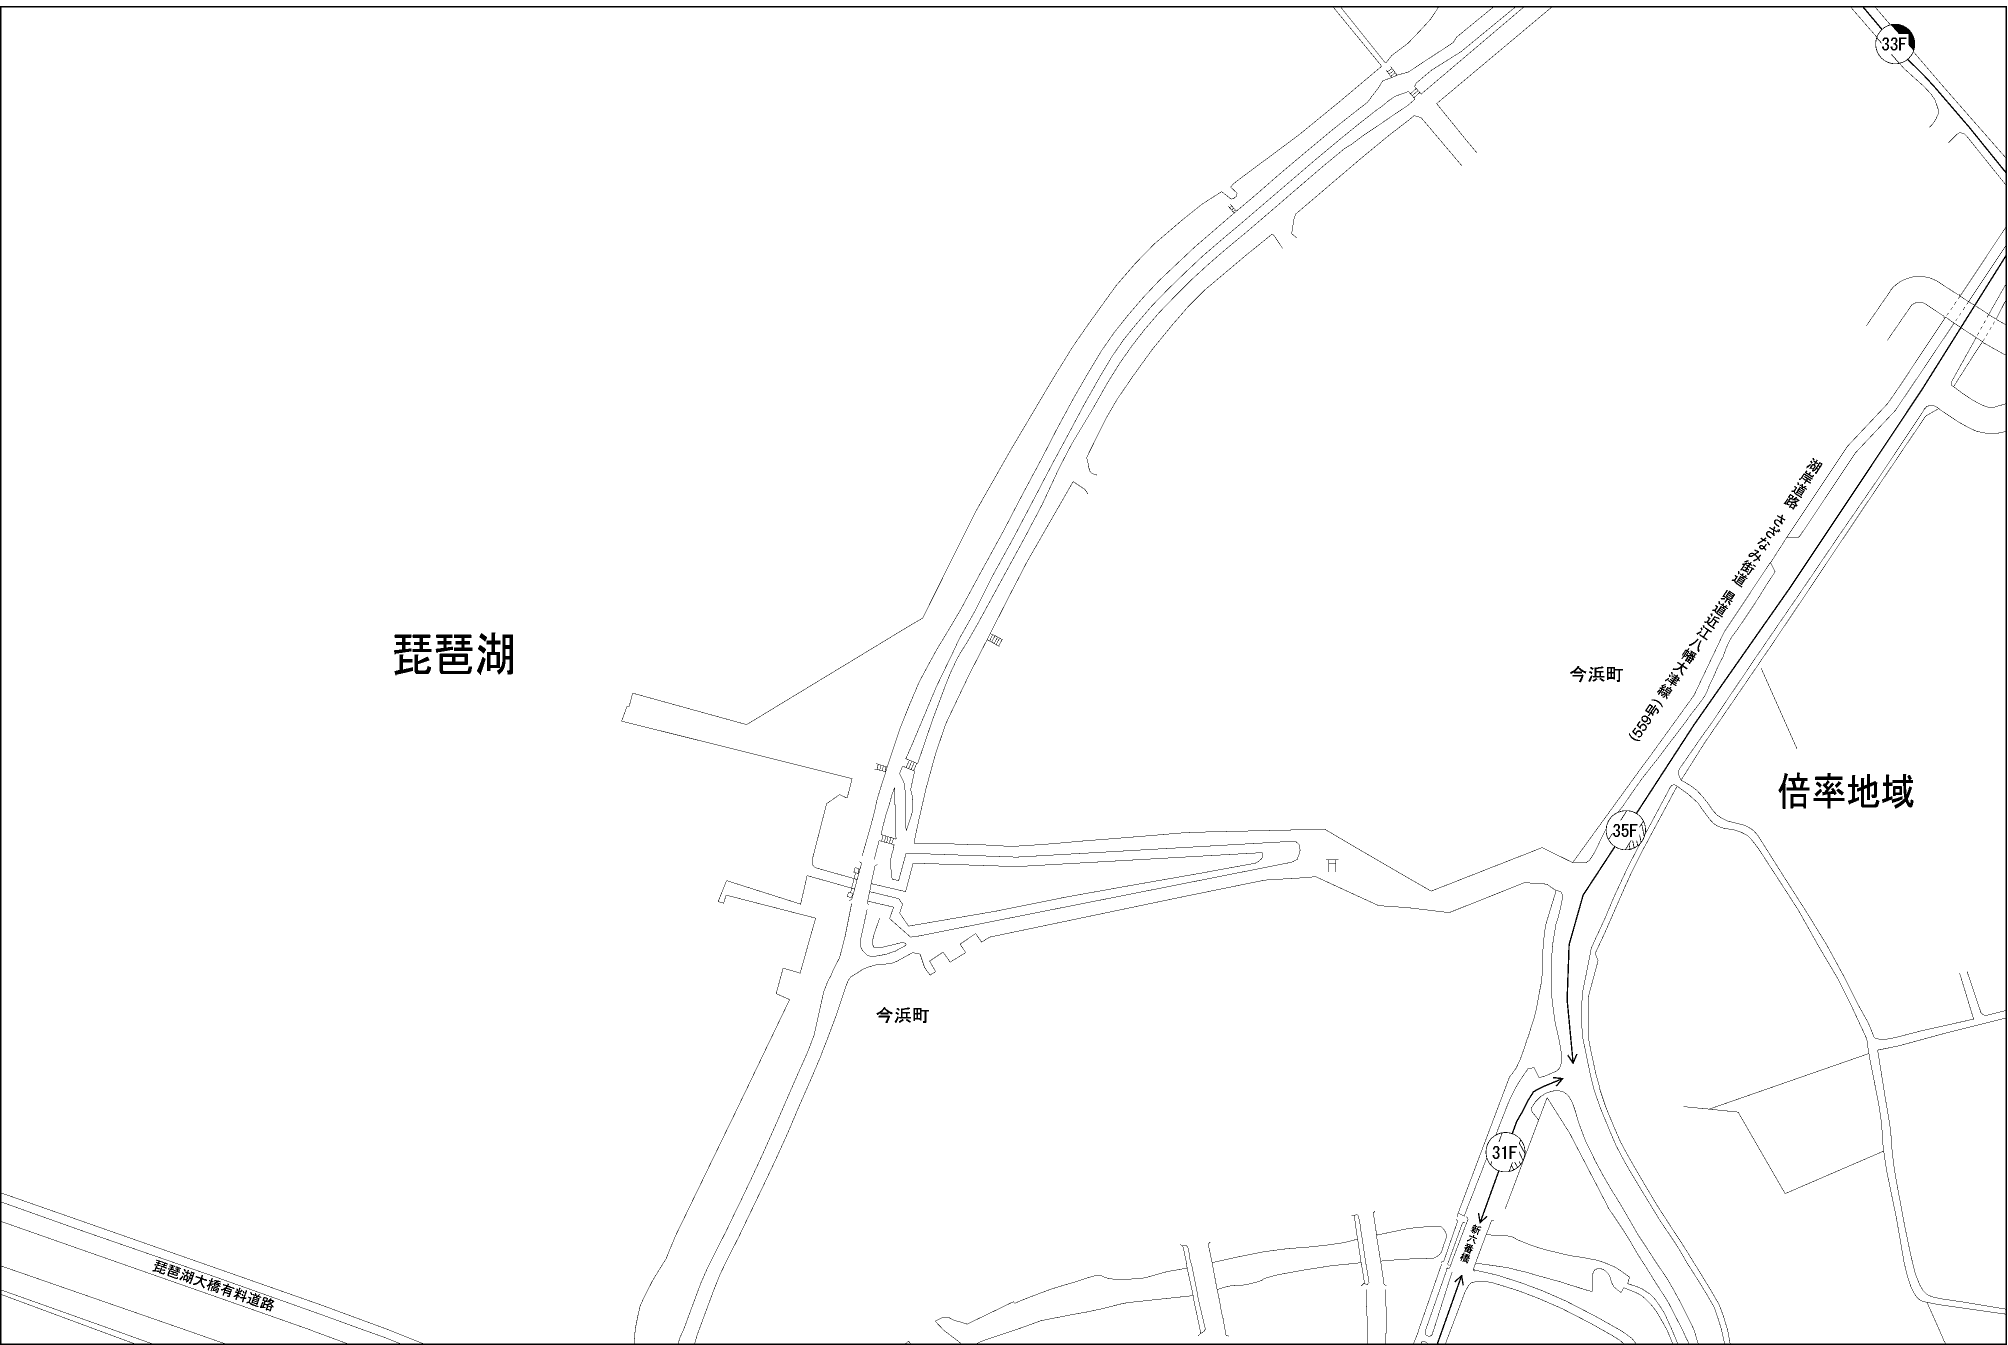 33F
湖岸道路 さざなみ街道 県道近江八幡大津線
(559号)
琵琶湖
今浜町
倍率地域
35F
今浜町
31F
新六番橋
琵琶湖大橋有料道路